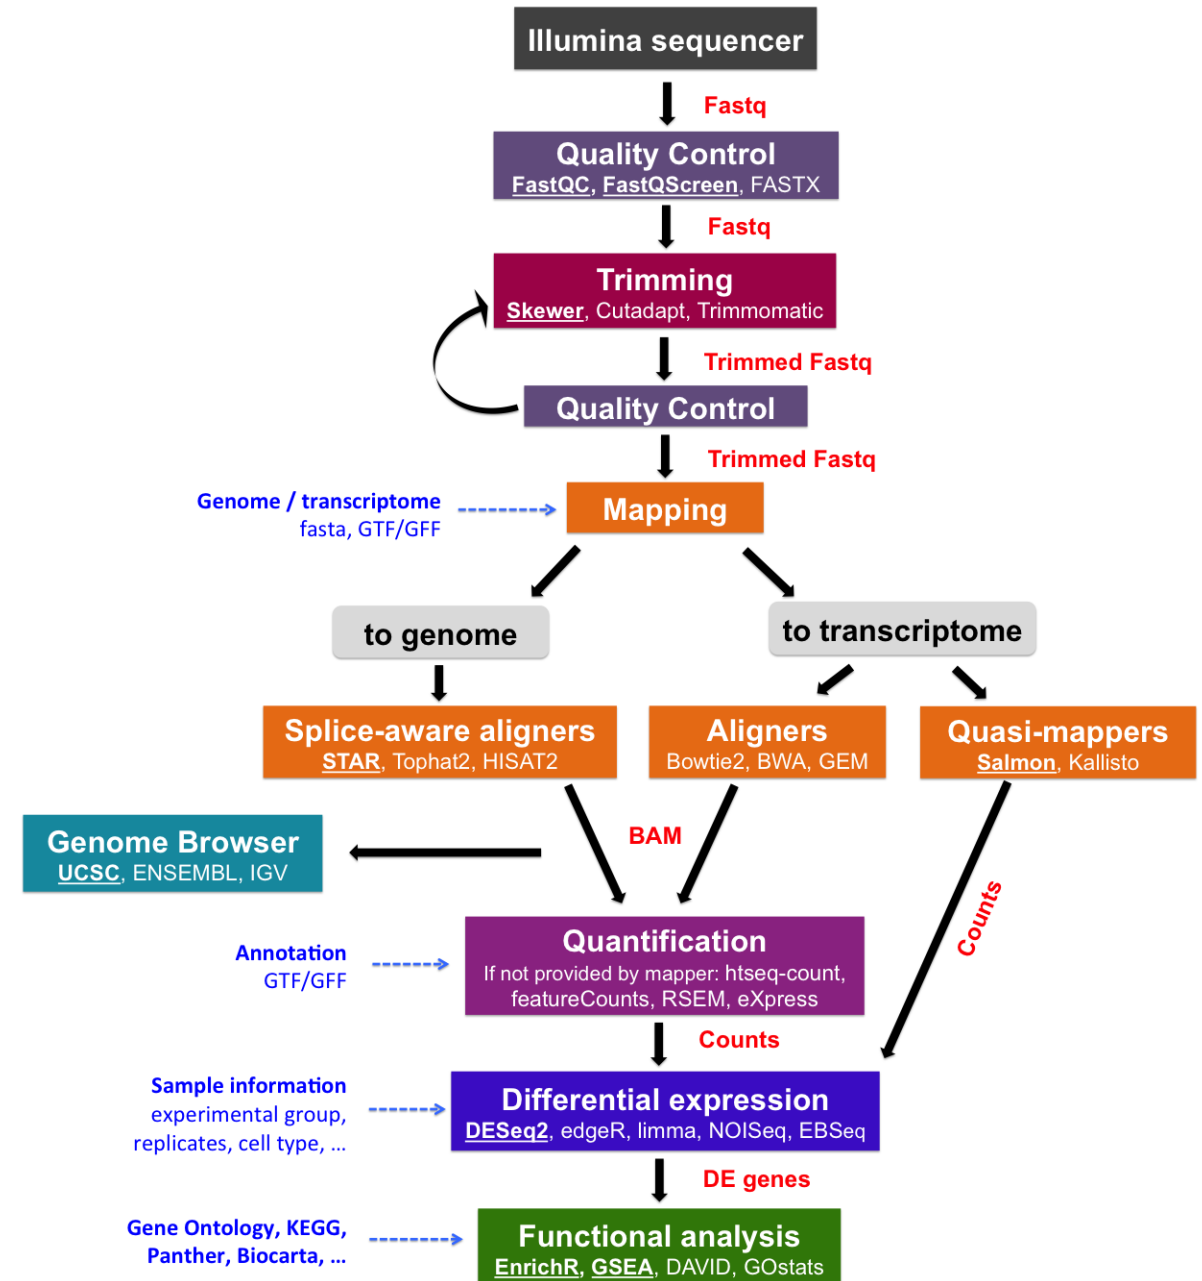 Illumina sequencer
Fastq
Quality Control
FastQC, FastQScreen, FASTX
Fastq
Trimming
Skewer, Cutadapt, Trimmomatic
Trimmed Fastq
Quality Control
Trimmed Fastq
Genome / transcriptome
fasta, GTF/GFF
Mapping
to genome
to transcriptome
Splice-aware aligners
STAR, Tophat2, HISAT2
Aligners
Bowtie2, BWA, GEM
Quasi-mappers
Salmon, Kallisto
BAM
Genome Browser
UCSC, ENSEMBL, IGV
Counts
Annotation
GTF/GFF
Quantification
If not provided by mapper: htseq-count,
featureCounts, RSEM, eXpress
Counts
Sample information
experimental group,
replicates, cell type, ...
Differential expression
DESeq2, edgeR, limma, NOISeq, EBSeq
DE genes
Gene Ontology, KEGG,
Panther, Biocarta, ...
Functional analysis
EnrichR, GSEA, DAVID, GOstats